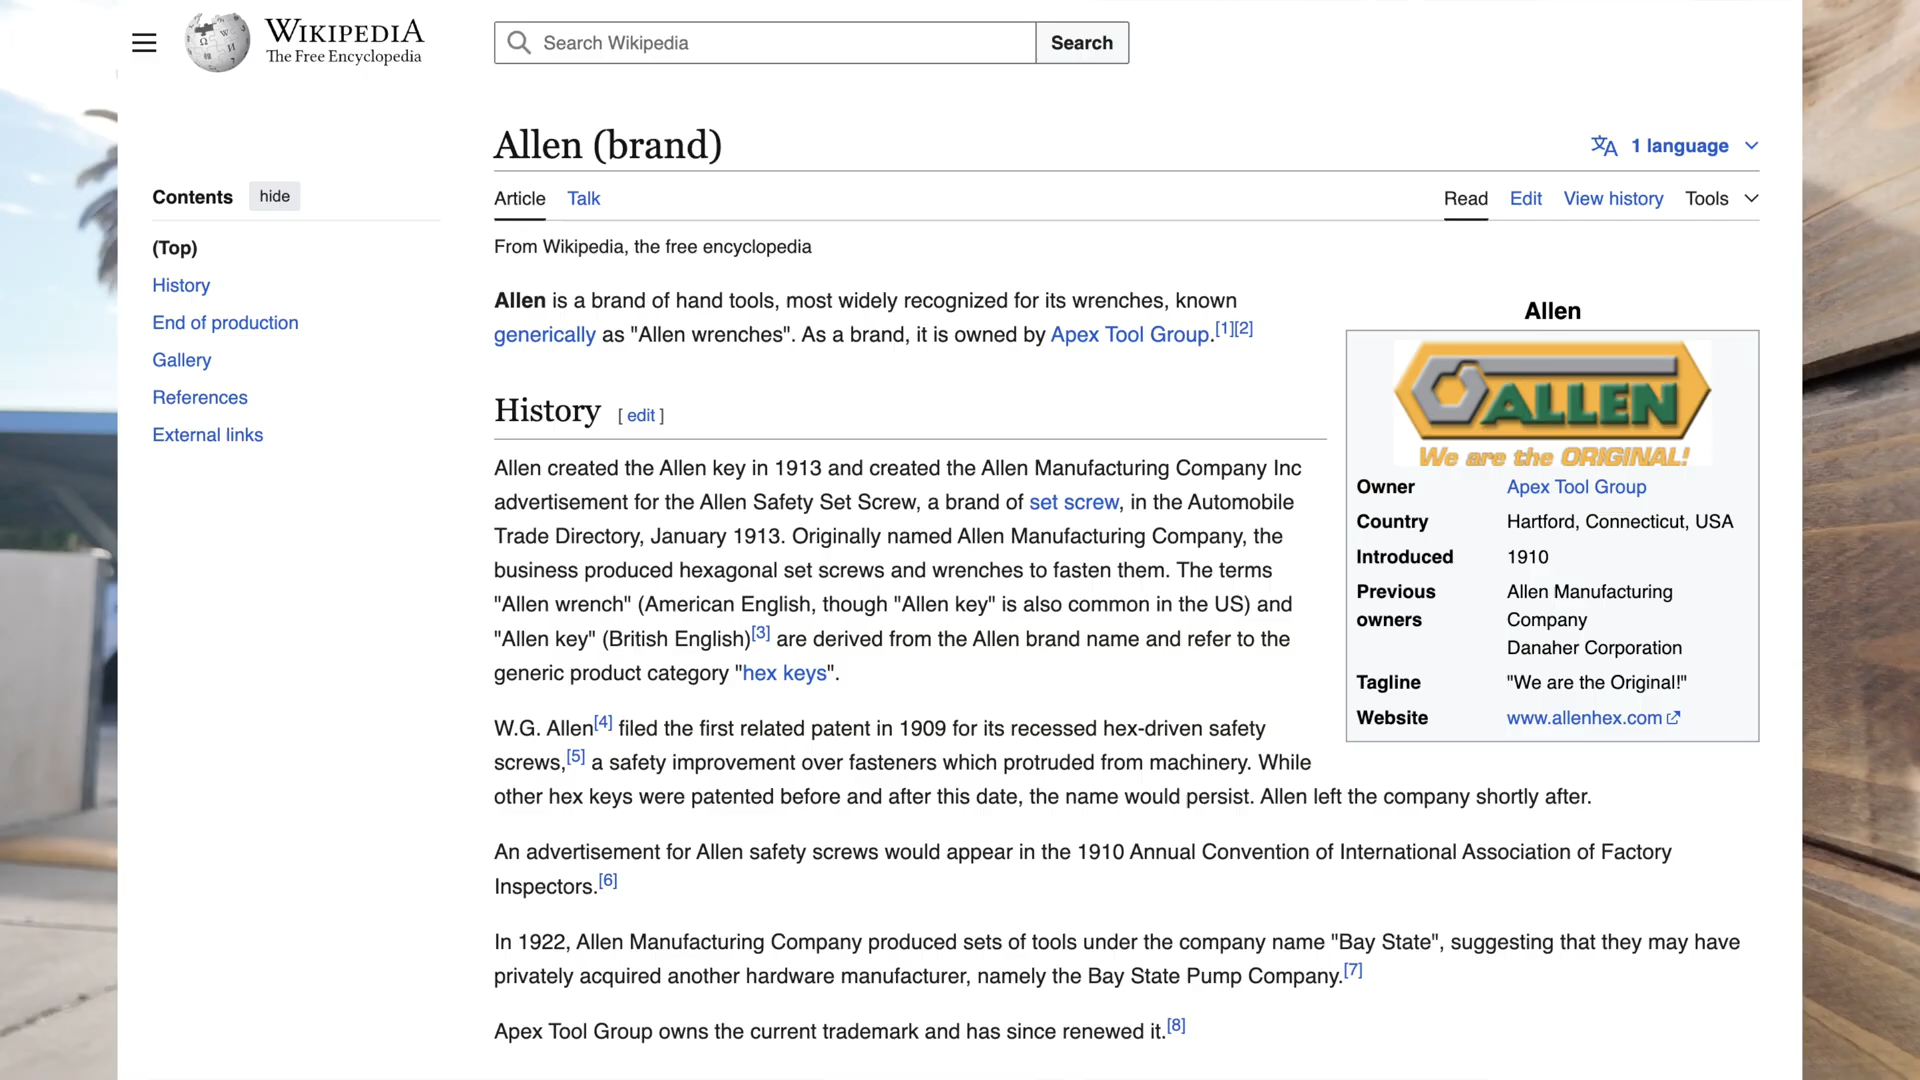 WIKIPEDIA
The Free Encyclopedia
Search Wikipedia
Search
Allen (brand)
1 language
Contents
hide
Article
Talk
Read
Edit
View history
Tools
(Top)
History
End of production
Gallery
References
External links
From Wikipedia, the free encyclopedia
Allen is a brand of hand tools, most widely recognized for its wrenches, known
generically as "Allen wrenches". As a brand, it is owned by Apex Tool Group.[1][2]
History [ edit ]
Allen created the Allen key in 1913 and created the Allen Manufacturing Company Inc
advertisement for the Allen Safety Set Screw, a brand of set screw, in the Automobile
Trade Directory, January 1913. Originally named Allen Manufacturing Company, the
business produced hexagonal set screws and wrenches to fasten them. The terms
"Allen wrench" (American English, though "Allen key" is also common in the US) and
"Allen key" (British English)[3] are derived from the Allen brand name and refer to the
generic product category "hex keys".
W.G. Allen[4] filed the first related patent in 1909 for its recessed hex-driven safety
screws,[5] a safety improvement over fasteners which protruded from machinery. While
other hex keys were patented before and after this date, the name would persist. Allen left the company shortly after.
An advertisement for Allen safety screws would appear in the 1910 Annual Convention of International Association of Factory
Inspectors.[6]
In 1922, Allen Manufacturing Company produced sets of tools under the company name "Bay State", suggesting that they may have
privately acquired another hardware manufacturer, namely the Bay State Pump Company.[7]
Apex Tool Group owns the current trademark and has since renewed it.[8]
Allen
ALLEN
We are the ORIGINAL!
Owner Apex Tool Group
Country Hartford, Connecticut, USA
Introduced 1910
Previous Allen Manufacturing
owners Company
Danaher Corporation
Tagline "We are the Original!"
Website www.allenhex.com